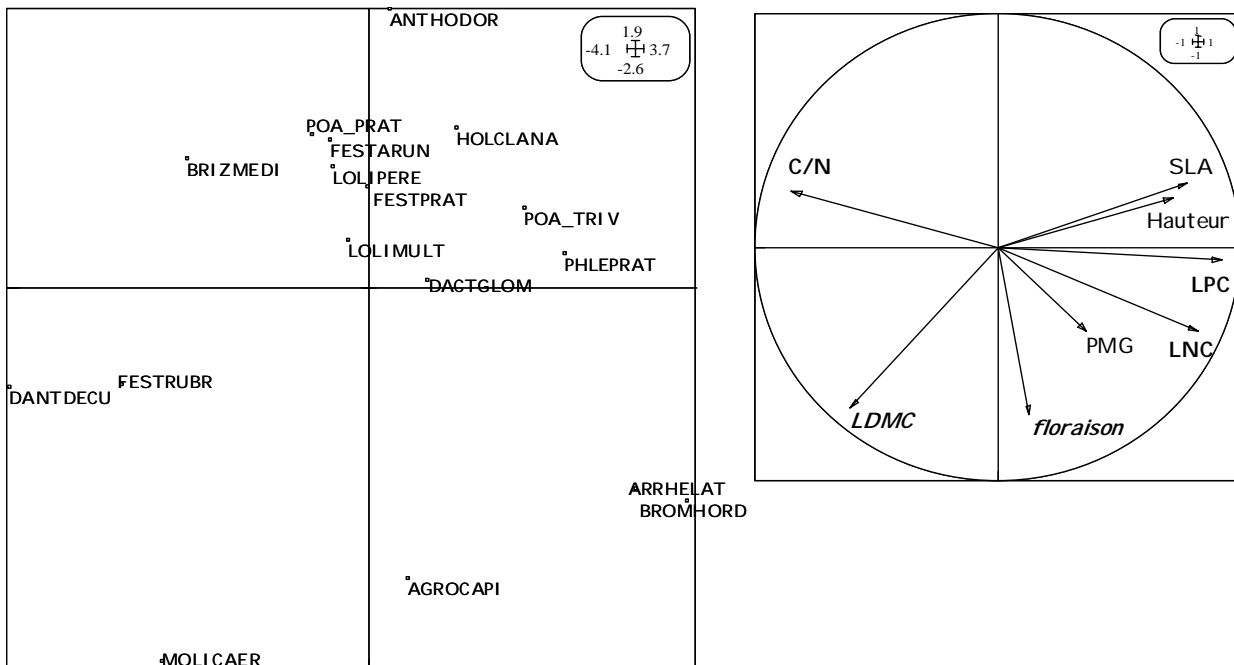 ANTHODOR
1.9
-4.1 3.7
-2.6
POA_PRAT
HOLCLANA
FESTARUN
BRIZMEDI
LOLIPERE
FESTPRAT
POA_TRIV
LOLIMULT
PHLEPRAT
DACTGLOM
FESTRUBR
DANTDECU
ARRHELAT
BROMHORD
AGROCAPI
MOLICAER
1
-1 1
-1
C/N
SLA
Hauteur
LPC
PMG
LNC
LDMC
floraison